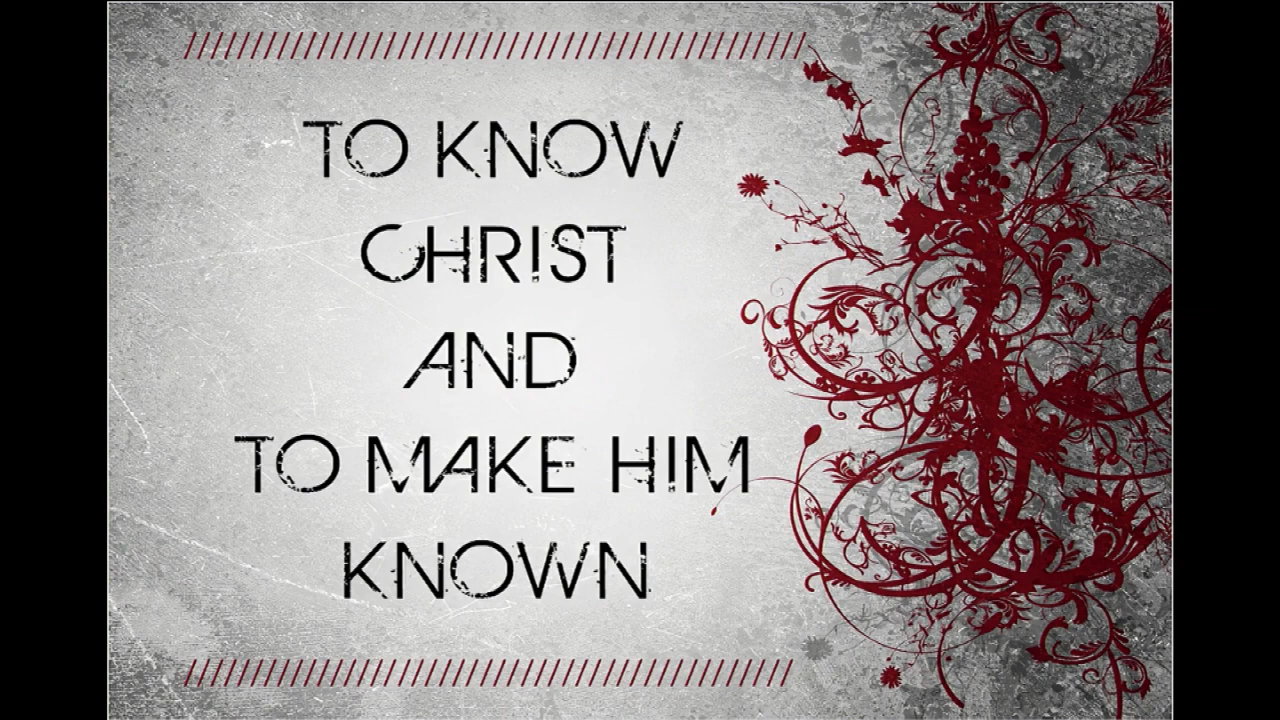 TO KNOW
CHRIST
AND
TO MAKE HIM
KNOWN